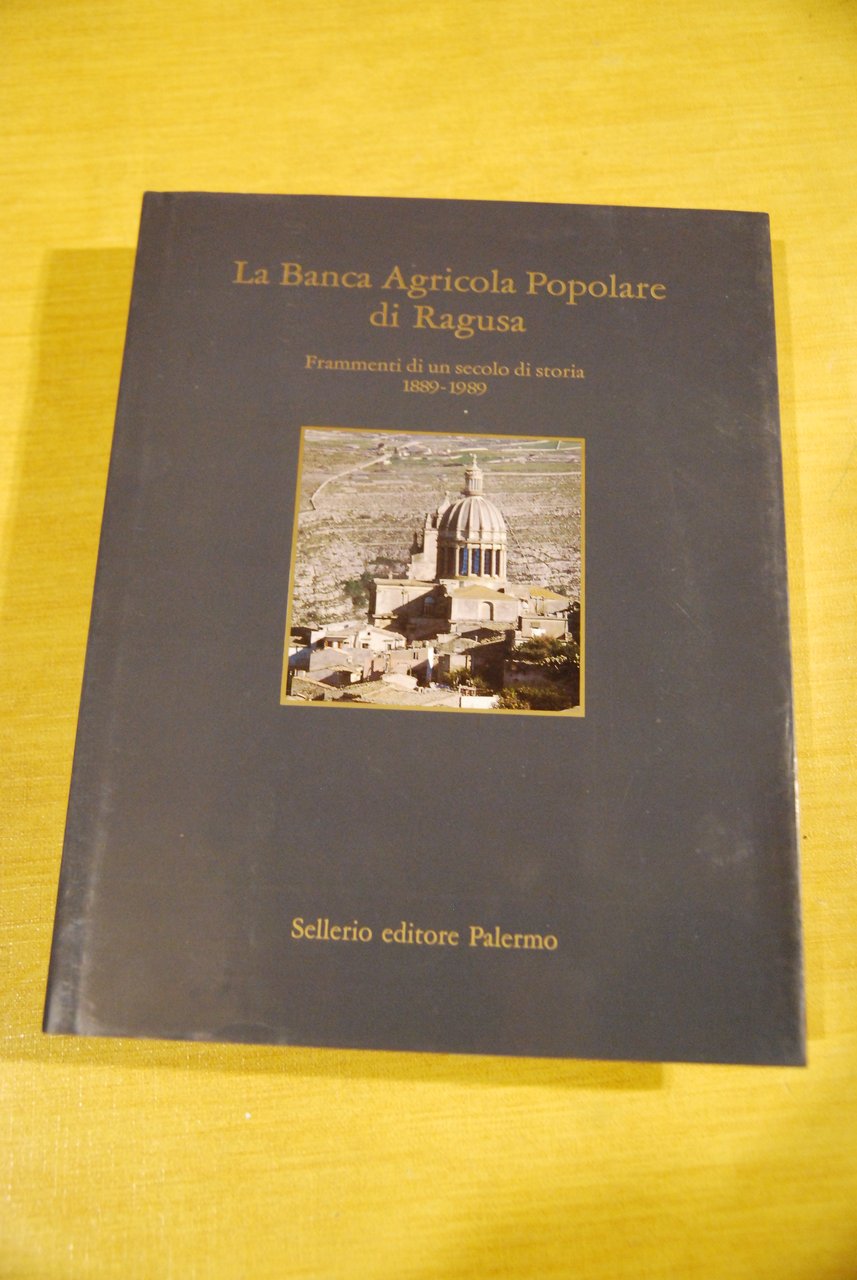 La Banca Agricola Popolare
di Ragusa
Frammenti di un secolo di storia
1889-1989
Sellerio editore Palermo